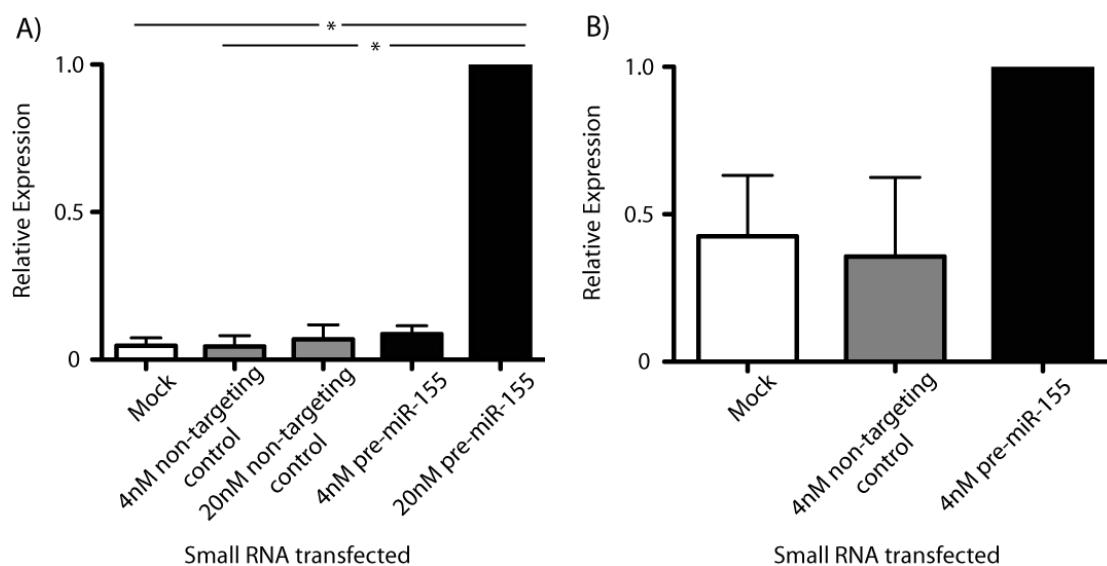 A)
*
*
1.0
0.5
0
Relative Expression
Mock
4nM non-targeting
control
20nM non-targeting
control
4nM pre-miR-155
20nM pre-miR-155
Small RNA transfected
B)
1.0
0.5
0
Relative Expression
Mock
4nM non-targeting
control
4nM pre-miR-155
Small RNA transfected